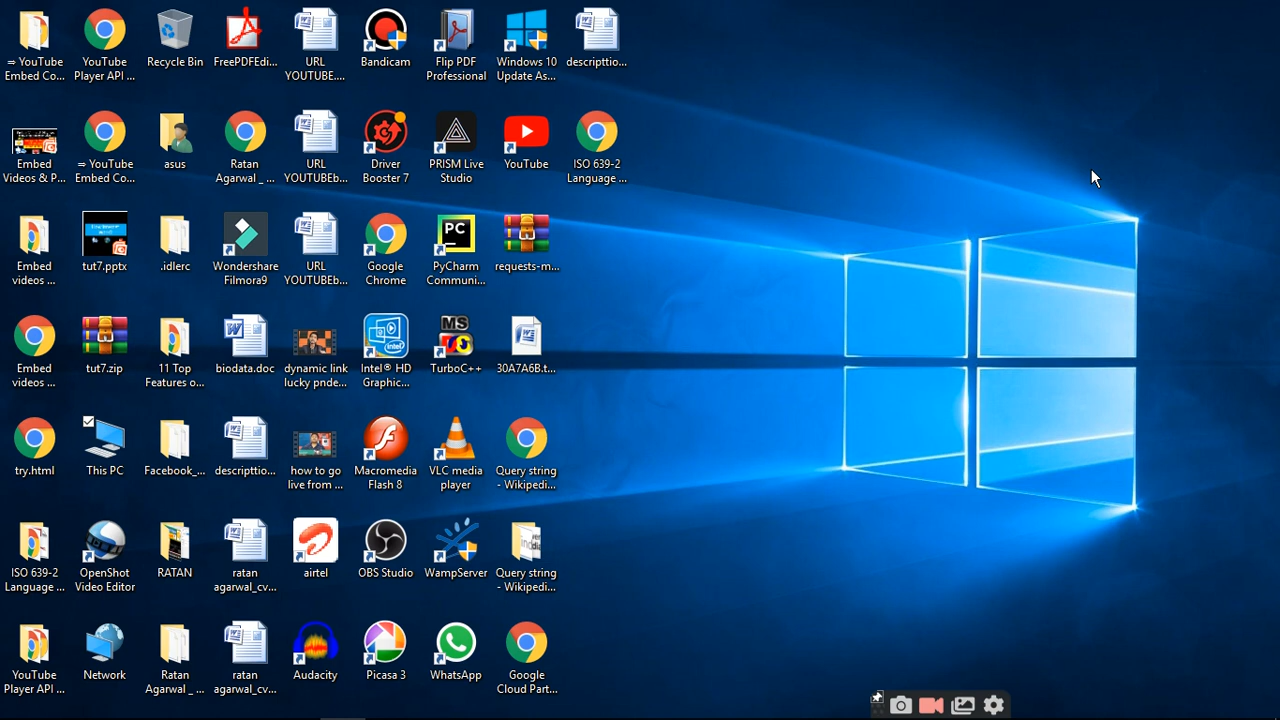 ⇒ YouTube
Embed Co...
YouTube
Player API ...
Recycle Bin
FreePDFEdi...
URL
YOUTUBE....
Bandicam
Flip PDF
Professional
Windows 10
Update As...
descripttio...
Embed
Videos & P...
⇒ YouTube
Embed Co...
asus
Ratan
Agarwal _ ...
URL
YOUTUBEb...
Driver
Booster 7
PRISM Live
Studio
YouTube
ISO 639-2
Language ...
Embed
videos ...
tut7.pptx
.idlerc
Wondershare
Filmora9
URL
YOUTUBEb...
Google
Chrome
PC
PyCharm
Communi...
requests-m...
Embed
videos ...
tut7.zip
11 Top
Features o...
biodata.doc
dynamic link
lucky pnde...
intel
Intel® HD
Graphic...
MS
TurboC++
30A7A6B.t...
try.html
This PC
Facebook_...
descripttio...
how to go
live from ...
Macromedia
Flash 8
VLC media
player
Query string
- Wikipedi...
ISO 639-2
Language ...
OpenShot
Video Editor
RATAN
ratan
agarwal_cv...
airtel
OBS Studio
WampServer
Query string
- Wikipedi...
YouTube
Player API ...
Network
Ratan
Agarwal _ ...
ratan
agarwal_cv...
Audacity
Picasa 3
WhatsApp
Google
Cloud Part...